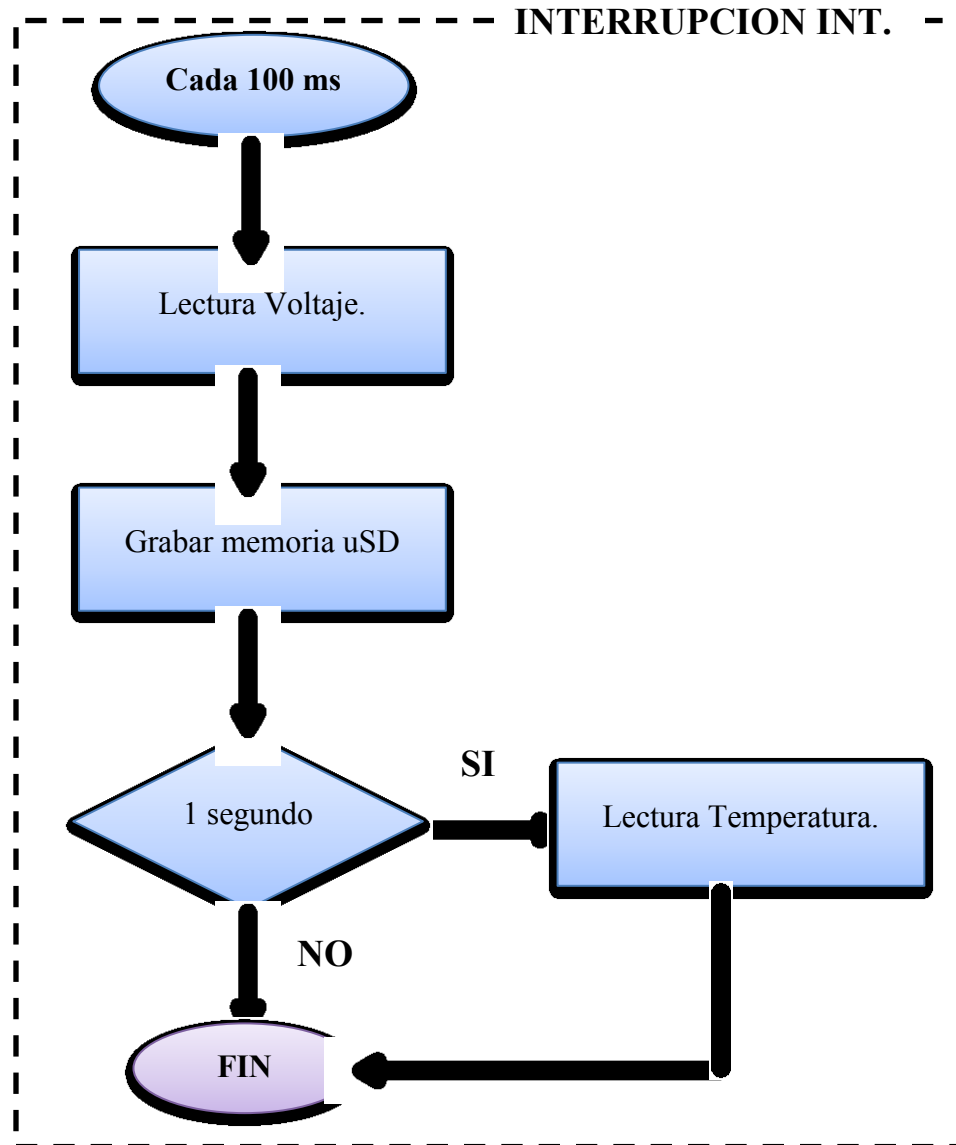 INTERRUPCION INT.
Cada 100 ms
Lectura Voltaje.
Grabar memoria uSD
1 segundo
SI
Lectura Temperatura.
NO
FIN